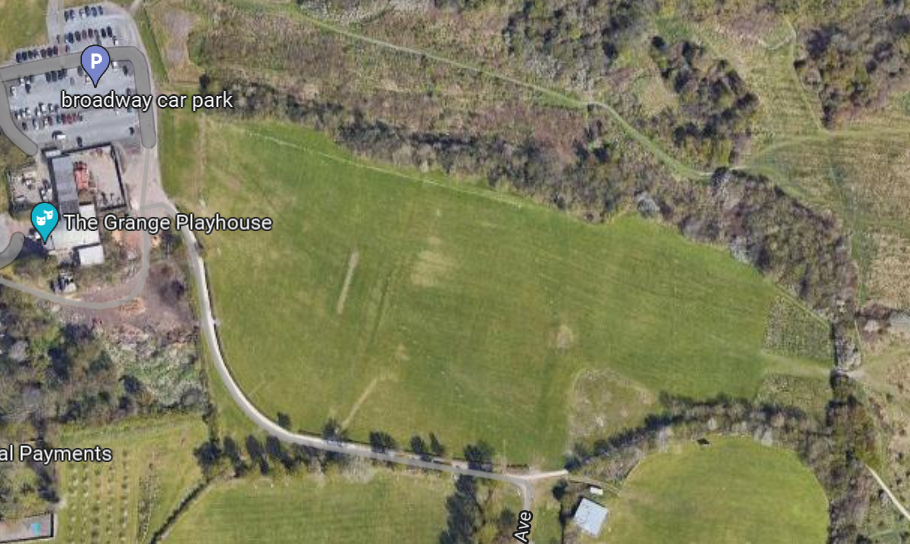 P
broadway car park
The Grange Playhouse
al Payments
Ave